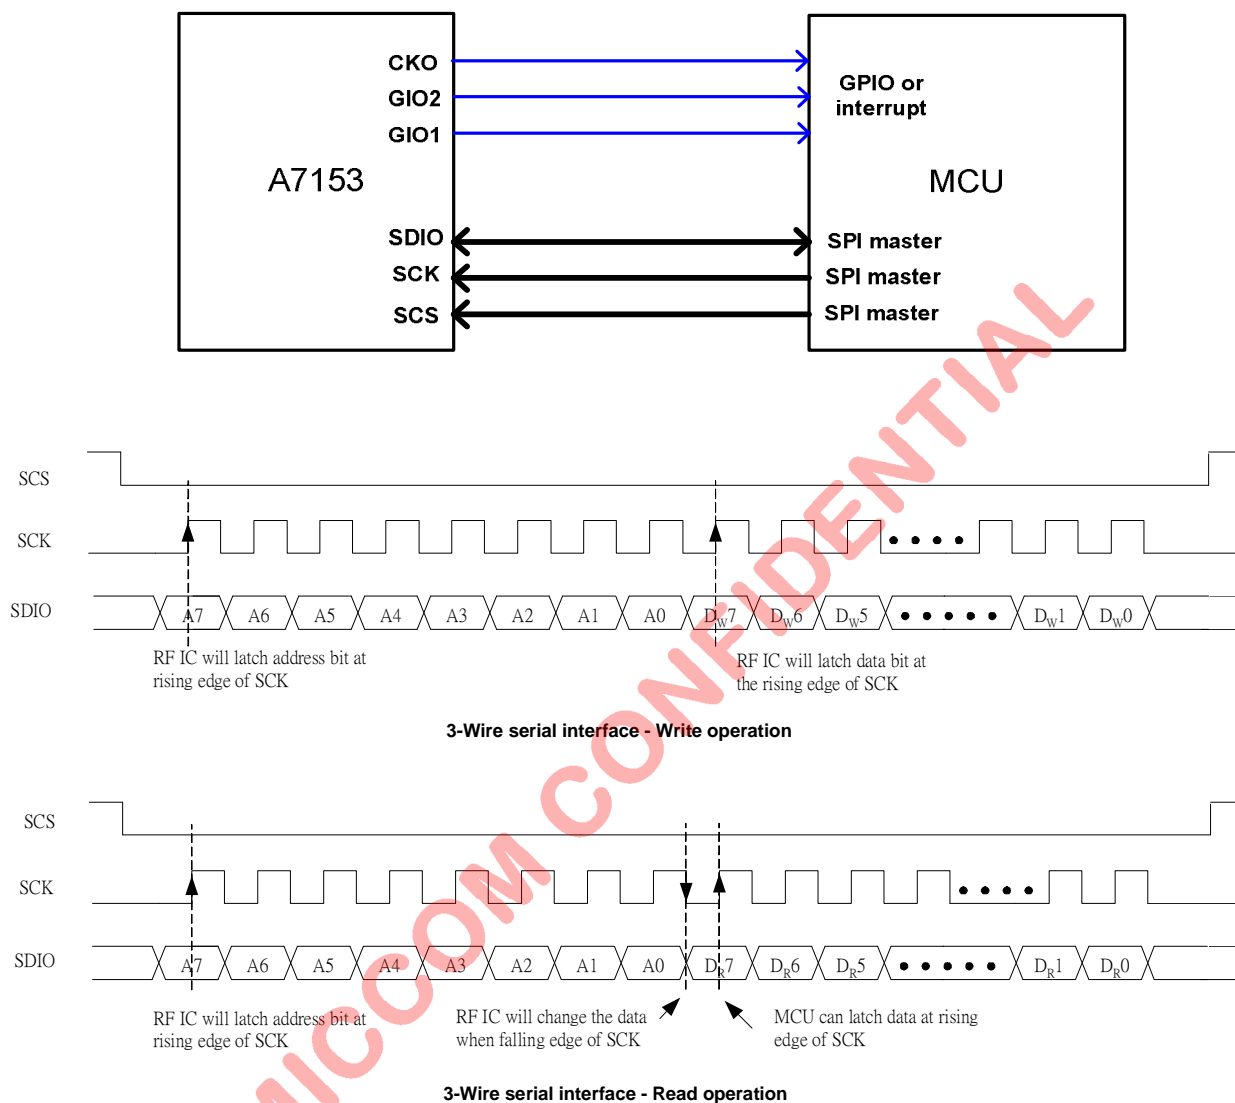 CKO
GIO2
GIO1
GPIO or
interrupt
A7153
MCU
SDIO
SPI master
SCK
SPI master
SCS
SPI master
SCS
SCK
SDIO
A7 A6 A5 A4 A3 A2 A1 A0 DW7 DW6 DW5 DW1 DW0
RF IC will latch address bit at
rising edge of SCK
RF IC will latch data bit at
the rising edge of SCK
3-Wire serial interface - Write operation
SCS
SCK
SDIO
A7 A6 A5 A4 A3 A2 A1 A0 DR7 DR6 DR5 DR1 DR0
RF IC will latch address bit at
rising edge of SCK
RF IC will change the data
when falling edge of SCK
MCU can latch data at rising
edge of SCK
3-Wire serial interface - Read operation
MICCOM CONFIDENTIAL